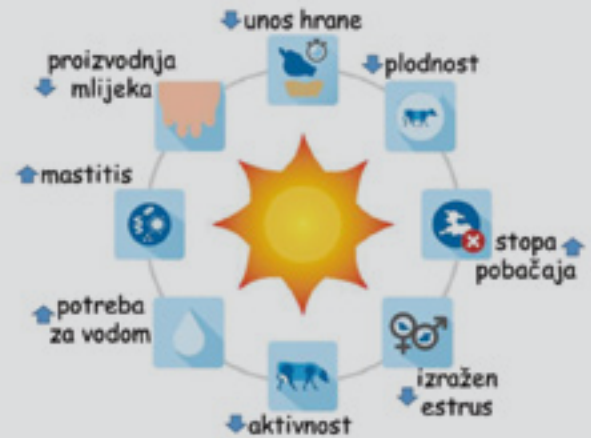 unos hrane
plodnost
stopa
pobačaja
izražen
estrus
aktivnost
potreba
za vodom
mastitis
proizvodnja
mlijeka